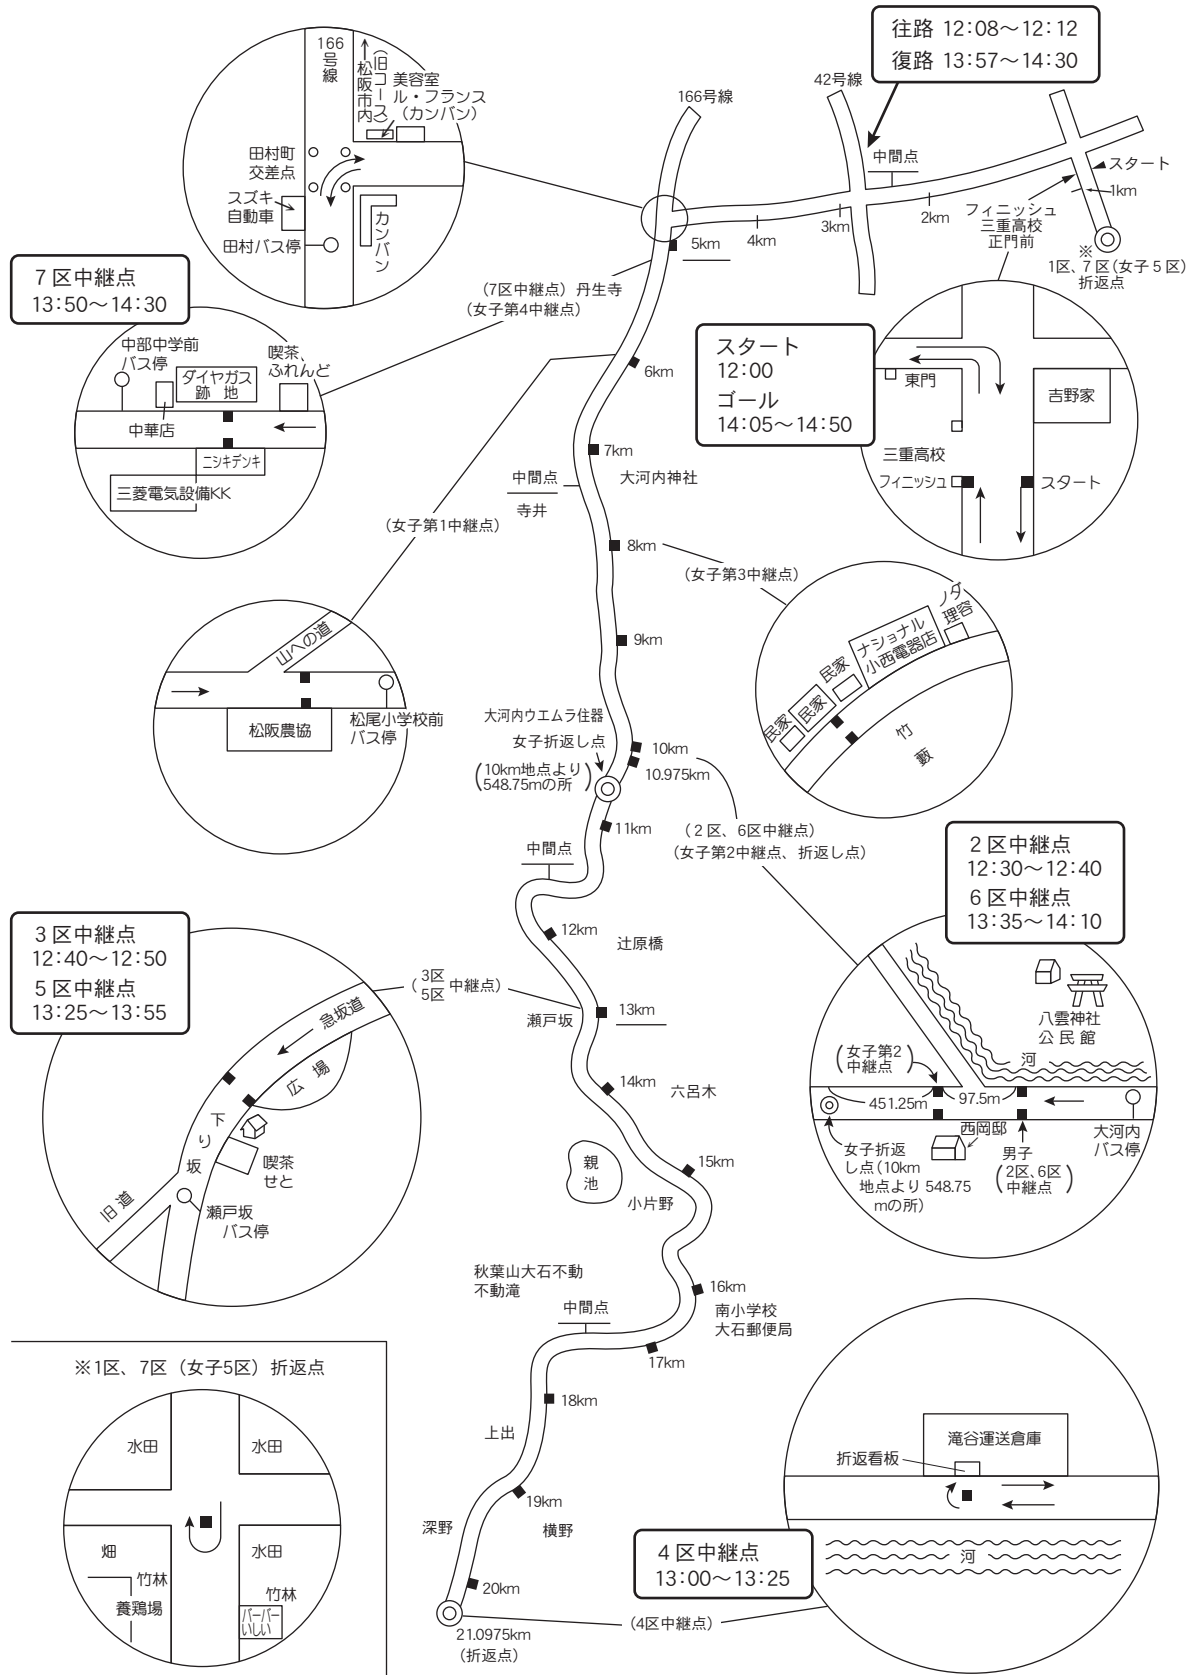 往路 12:08〜12:12
復路 13:57〜14:30
166
号
線
(旧コース)
松阪市内
美容室
ル・フランス
(カンバン)
田村町
交差点
スズキ
自動車
田村バス停
カンバン
166号線
42号線
中間点
スタート
1km
2km
3km
4km
5km
フィニッシュ
三重高校
正門前
※
1区、7区(女子5区)
折返点
7区中継点
13:50〜14:30
(7区中継点) 丹生寺
(女子第4中継点)
中部中学前
バス停
ダイヤガス
跡 地
喫茶、
ふれんど
中華店
ニシキデンキ
三菱電気設備KK
スタート
12:00
ゴール
14:05〜14:50
東門
吉野家
三重高校
フィニッシュ
スタート
6km
7km
大河内神社
中間点
寺井
(女子第1中継点)
8km
(女子第3中継点)
9km
山への道
松阪農協
松尾小学校前
バス停
ノダ
理容
ナショナル
小西電器店
民家
民家
民家
竹
藪
大河内ウエムラ住器
女子折返し点
(10km地点より
548.75mの所)
10km
10.975km
11km
(2区、6区中継点)
(女子第2中継点、折返し点)
中間点
2区中継点
12:30〜12:40
6区中継点
13:35〜14:10
八雲神社
公 民 館
河
(女子第2
中継点)
451.25m
97.5m
西岡邸
女子折返
し点(10km
地点より 548.75
mの所)
男子
(2区、6区
中継点)
大河内
バス停
3区中継点
12:40〜12:50
5区中継点
13:25〜13:55
急坂道
広 場
下り坂
喫茶
せと
旧道
瀬戸坂
バス停
(3区
5区 中継点)
12km
辻原橋
13km
瀬戸坂
14km
六呂木
親
池
15km
小片野
秋葉山大石不動
不動滝
中間点
16km
南小学校
大石郵便局
17km
18km
上出
19km
深野
横野
20km
21.0975km
(折返点)
(4区中継点)
4区中継点
13:00〜13:25
滝谷運送倉庫
折返看板
河
※1区、7区(女子5区)折返点
水田
水田
畑
水田
竹林
養鶏場
竹林
バーバー
いしい